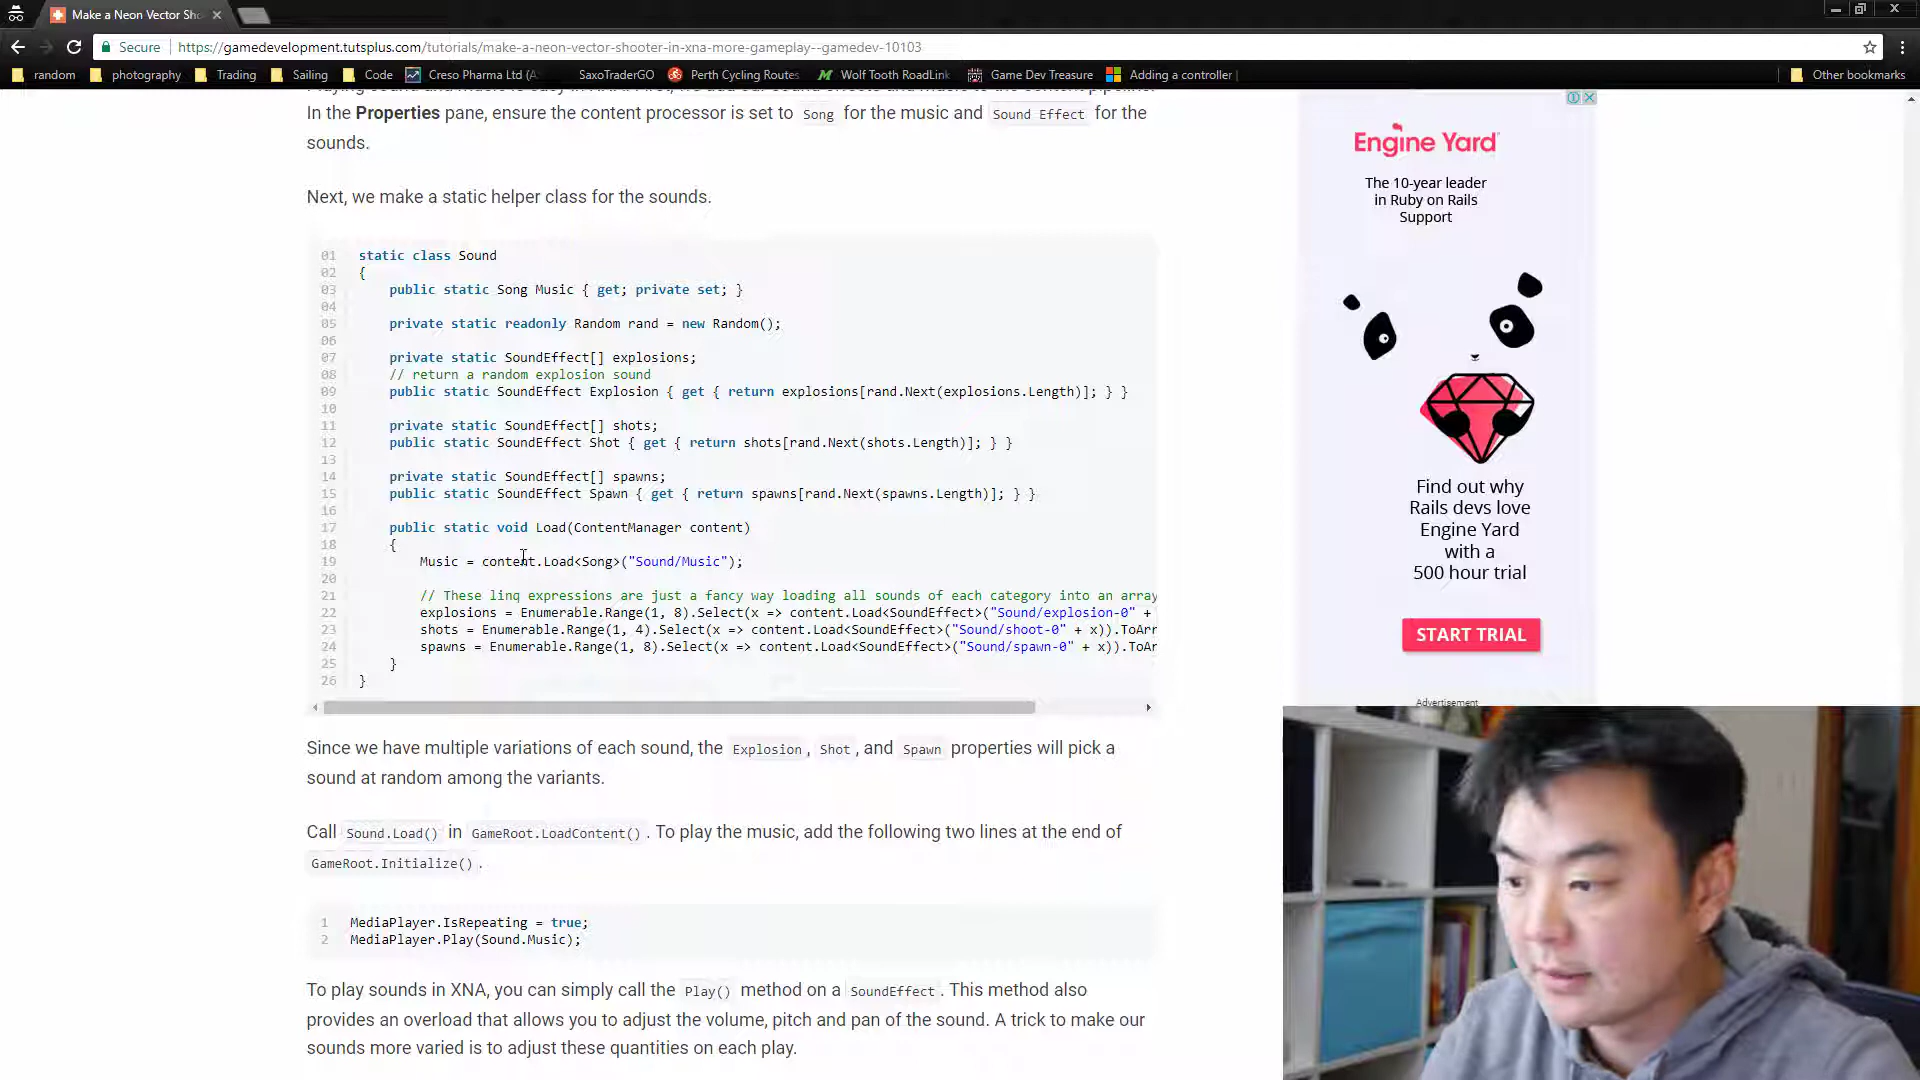 Make a Neon Vector Sho
Secure
https://gamedevelopment.tutsplus.com/tutorials/make-a-neon-vector-shooter-in-xna-more-gameplay--gamedev-10103
random
photography
Trading
Sailing
Code
Creso Pharma Ltd (A
SaxoTraderGO
Perth Cycling Routes
Wolf Tooth RoadLink
Game Dev Treasure
Adding a controller
Other bookmarks
In the Properties pane, ensure the content processor is set to Song for the music and Sound Effect for the
sounds.
Next, we make a static helper class for the sounds.
01 static class Sound
02 {
03 public static Song Music { get; private set; }
04
05 private static readonly Random rand = new Random();
06
07 private static SoundEffect[] explosions;
08 // return a random explosion sound
09 public static SoundEffect Explosion { get { return explosions[rand.Next(explosions.Length)]; } }
10
11 private static SoundEffect[] shots;
12 public static SoundEffect Shot { get { return shots[rand.Next(shots.Length)]; } }
13
14 private static SoundEffect[] spawns;
15 public static SoundEffect Spawn { get { return spawns[rand.Next(spawns.Length)]; } }
16
17 public static void Load(ContentManager content)
18 {
19 Music = content.Load<Song>("Sound/Music");
20
21 // These linq expressions are just a fancy way loading all sounds of each category into an array
22 explosions = Enumerable.Range(1, 8).Select(x => content.Load<SoundEffect>("Sound/explosion-0" +
23 shots = Enumerable.Range(1, 4).Select(x => content.Load<SoundEffect>("Sound/shoot-0" + x)).ToArr
24 spawns = Enumerable.Range(1, 8).Select(x => content.Load<SoundEffect>("Sound/spawn-0" + x)).ToAr
25 }
26 }
Since we have multiple variations of each sound, the Explosion, Shot, and Spawn properties will pick a
sound at random among the variants.
Call Sound.Load() in GameRoot.LoadContent(). To play the music, add the following two lines at the end of
GameRoot.Initialize().
1 MediaPlayer.IsRepeating = true;
2 MediaPlayer.Play(Sound.Music);
To play sounds in XNA, you can simply call the Play() method on a SoundEffect. This method also
provides an overload that allows you to adjust the volume, pitch and pan of the sound. A trick to make our
sounds more varied is to adjust these quantities on each play.
Engine Yard
The 10-year leader
in Ruby on Rails
Support
Find out why
Rails devs love
Engine Yard
with a
500 hour trial
START TRIAL
Advertisement